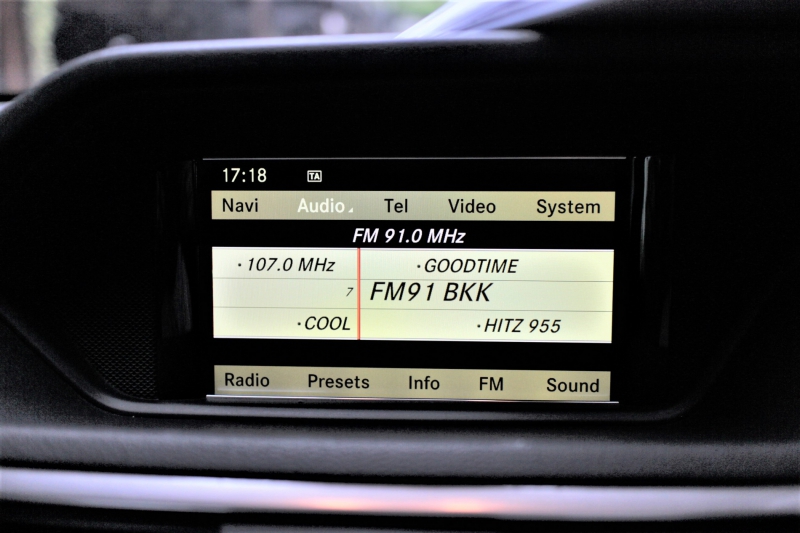 17:18 TA
Navi Audio Tel Video System
FM 91.0 MHz
·107.0 MHz ·GOODTIME
7 FM91 BKK
·COOL ·HITZ 955
Radio Presets Info FM Sound